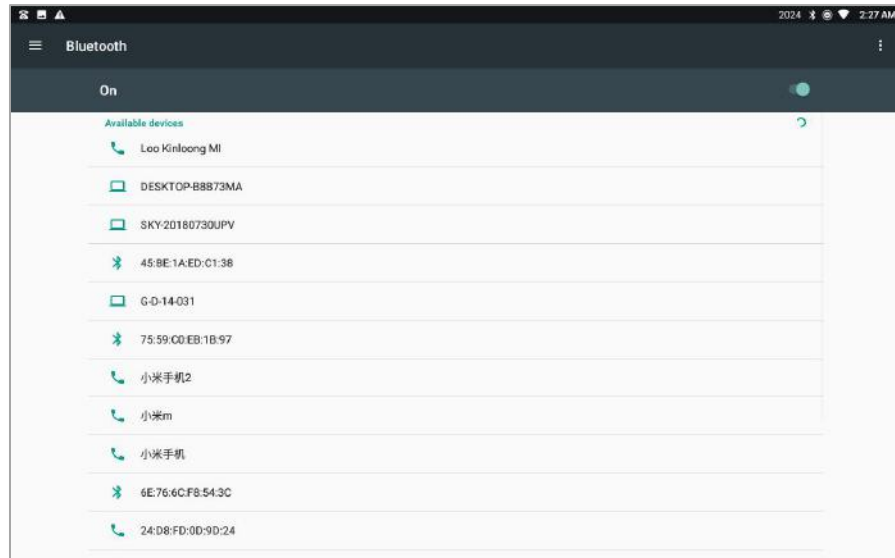 2024 2:27 AM
Bluetooth
On
Available devices
Loo Kinloong MI
DESKTOP-B8B73MA
SKY-20180730UPV
45:BE:1A:ED:C1:38
G-D-14-031
75:59:C0:EB:1B:97
小米手机2
小米m
小米手机
6E:76:6C:F8:54:3C
24:D8:FD:0D:9D:24